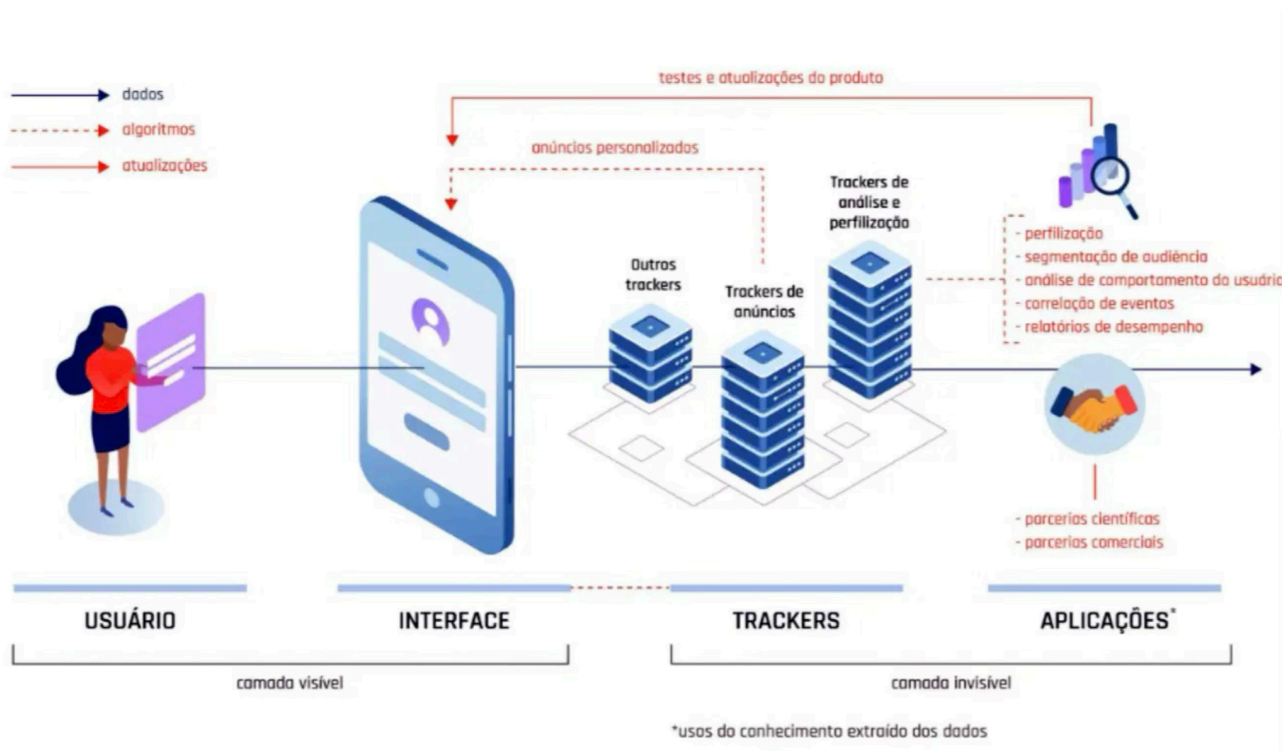 dados
algoritmos
atualizações
testes e atualizações do produto
anúncios personalizados
Outros
trackers
Trackers de
anúncios
Trackers de
análise e
perfilização
- perfilização
- segmentação de audiência
- análise de comportamento do usuário
- correlação de eventos
- relatórios de desempenho
- parcerias científicas
- parcerias comerciais
USUÁRIO
INTERFACE
TRACKERS
APLICAÇÕES*
camada visível
camada invisível
*usos do conhecimento extraído dos dados